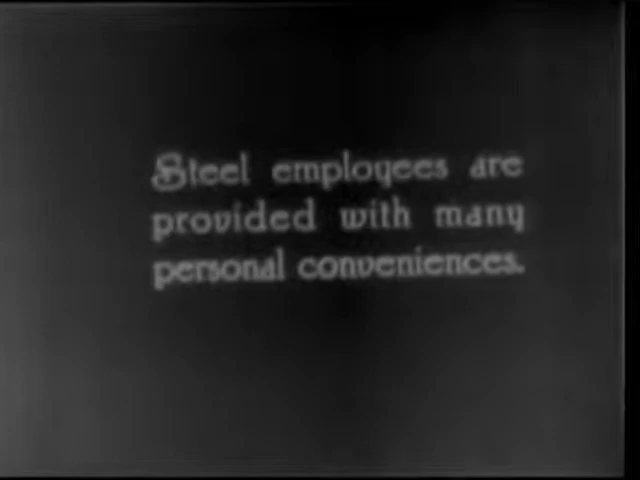 Steel employees are
provided with many
personal conveniences.